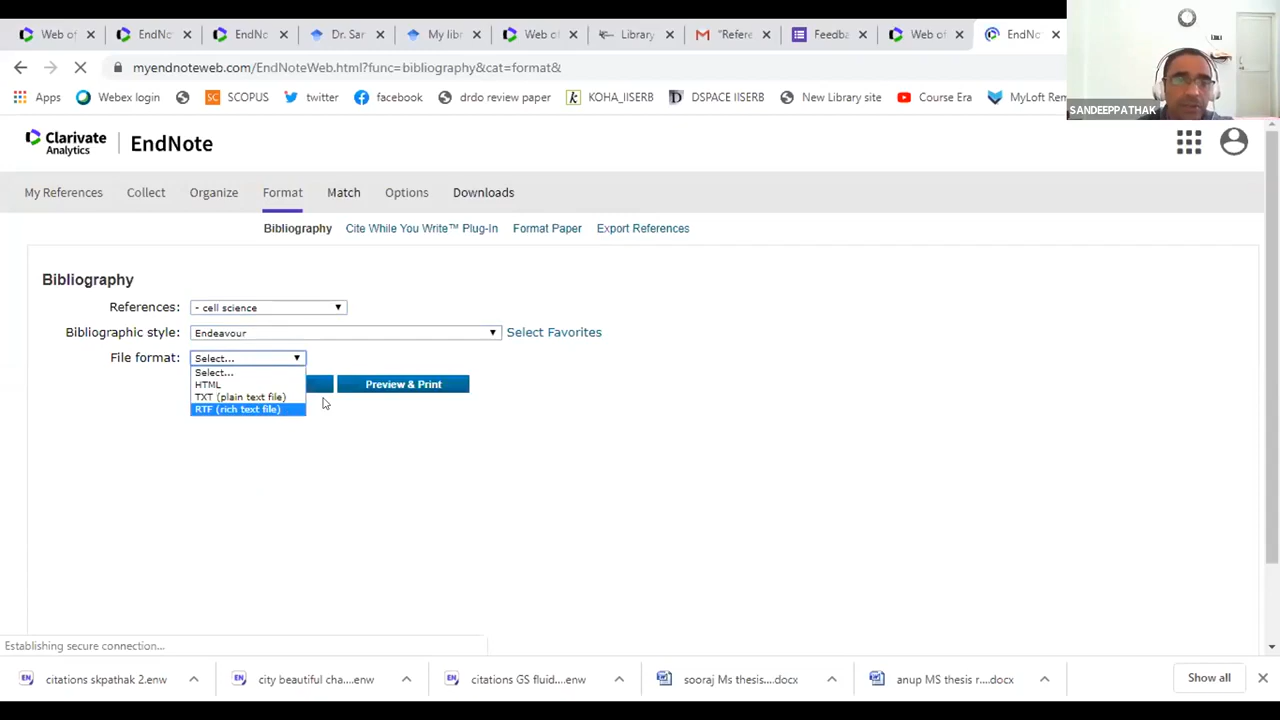 Web of
EndN
EndN
Dr. Sar
My libr
Web of
Library
"Refere
Feedba
Web of
EndN
myendnoteweb.com/EndNoteWeb.html?func=bibliography&cat=format&
Apps
Webex login
SCOPUS
twitter
facebook
drdo review paper
KOHA_IISERB
DSPACE IISERB
New Library site
Course Era
MyLoft Rem
SANDEEPPATHAK
Clarivate Analytics
EndNote
My References Collect Organize Format Match Options Downloads
Bibliography Cite While You Write™ Plug-In Format Paper Export References
Bibliography
References: - cell science
Bibliographic style: Endeavour Select Favorites
File format: Select...
Select...
HTML
Preview & Print
TXT (plain text file)
RTF (rich text file)
Establishing secure connection...
citations skpathak 2.enw
city beautiful cha....enw
citations GS fluid....enw
sooraj Ms thesis....docx
anup MS thesis r....docx
Show all